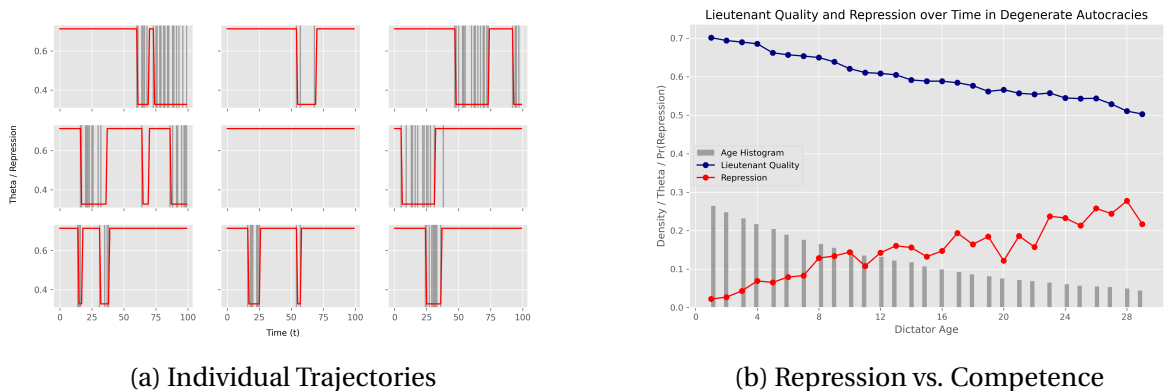 Lieutenant Quality and Repression over Time in Degenerate Autocracies
0.6
0.4
0.6
0.4
0.6
0.4
Theta / Repression
0 25 50 75 100 0 25 50 75 100 0 25 50 75 100
Time (t)
0.7
0.6
0.5
0.4
0.3
0.2
0.1
0.0
Density / Theta / Pr(Repression)
Age Histogram
Lieutenant Quality
Repression
0 4 8 12 16 20 24 28
Dictator Age
(a) Individual Trajectories
(b) Repression vs. Competence